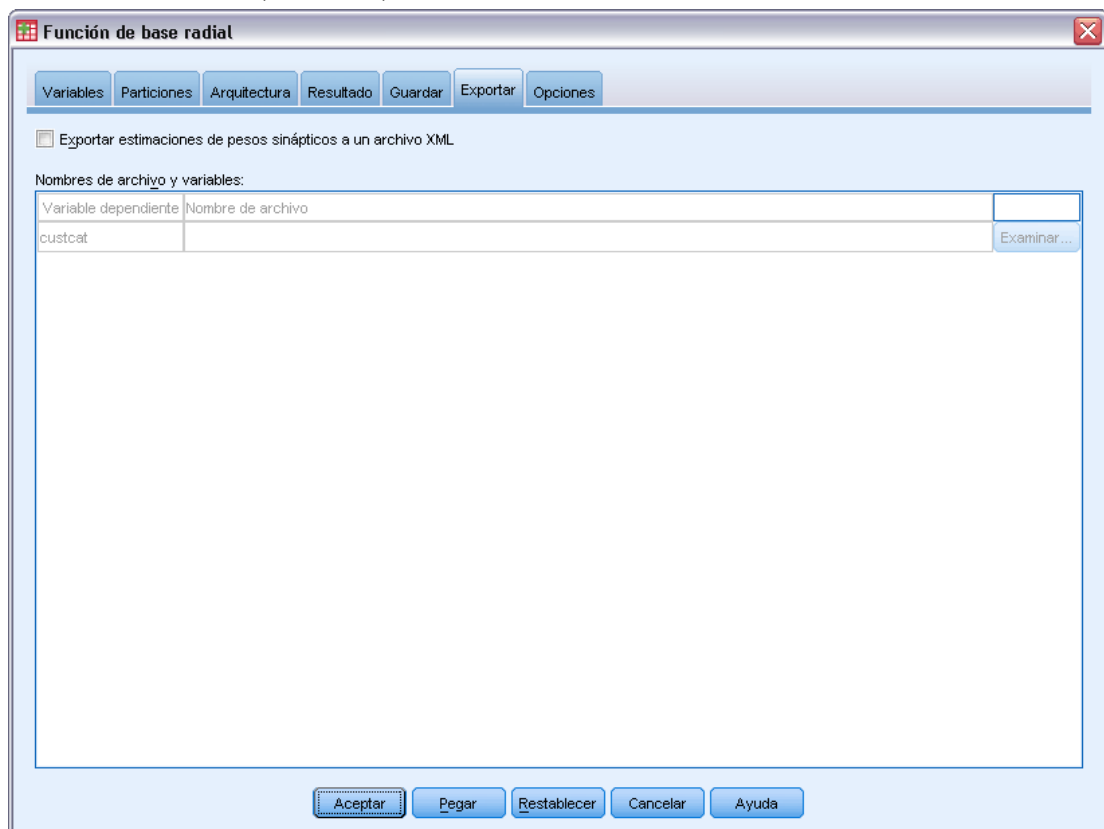 Función de base radial
Variables Particiones Arquitectura Resultado Guardar Exportar Opciones
Exportar estimaciones de pesos sinápticos a un archivo XML
Nombres de archivo y variables:
Variable dependiente Nombre de archivo
custcat Examinar...
Aceptar Pegar Restablecer Cancelar Ayuda